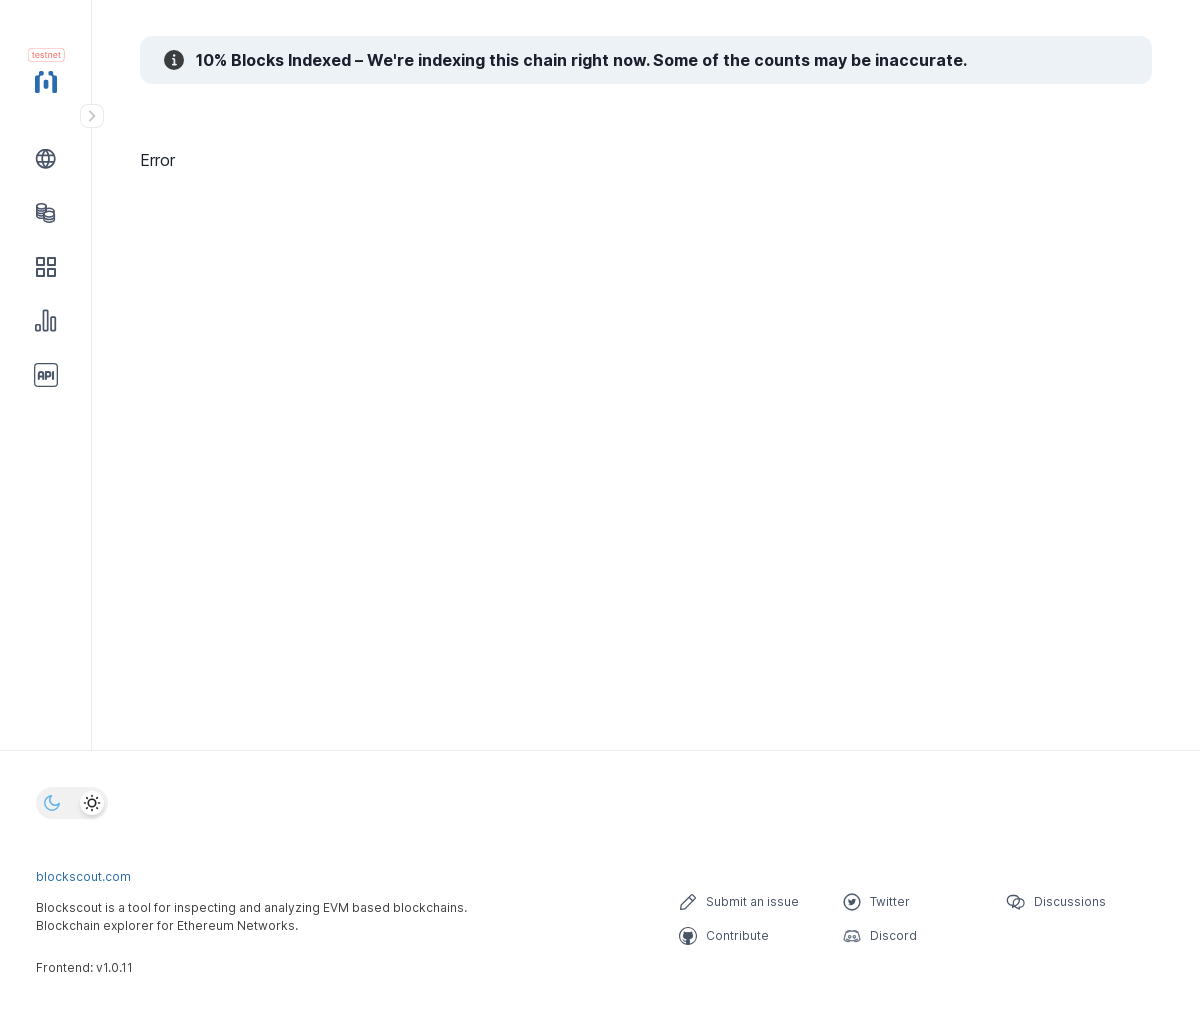 testnet
10% Blocks Indexed – We're indexing this chain right now. Some of the counts may be inaccurate.
Error
API
blockscout.com
Blockscout is a tool for inspecting and analyzing EVM based blockchains.
Blockchain explorer for Ethereum Networks.
Frontend: v1.0.11
Submit an issue
Twitter
Discussions
Contribute
Discord